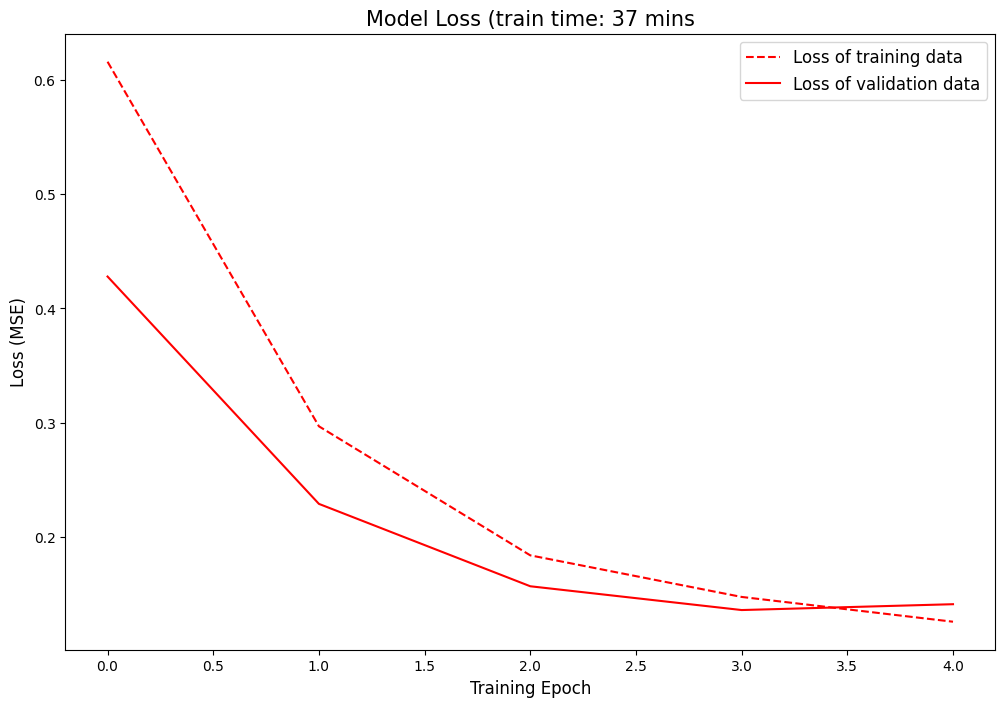 Model Loss (train time: 37 mins
Loss of training data
Loss of validation data
Loss (MSE)
0.6
0.5
0.4
0.3
0.2
0.0 0.5 1.0 1.5 2.0 2.5 3.0 3.5 4.0
Training Epoch